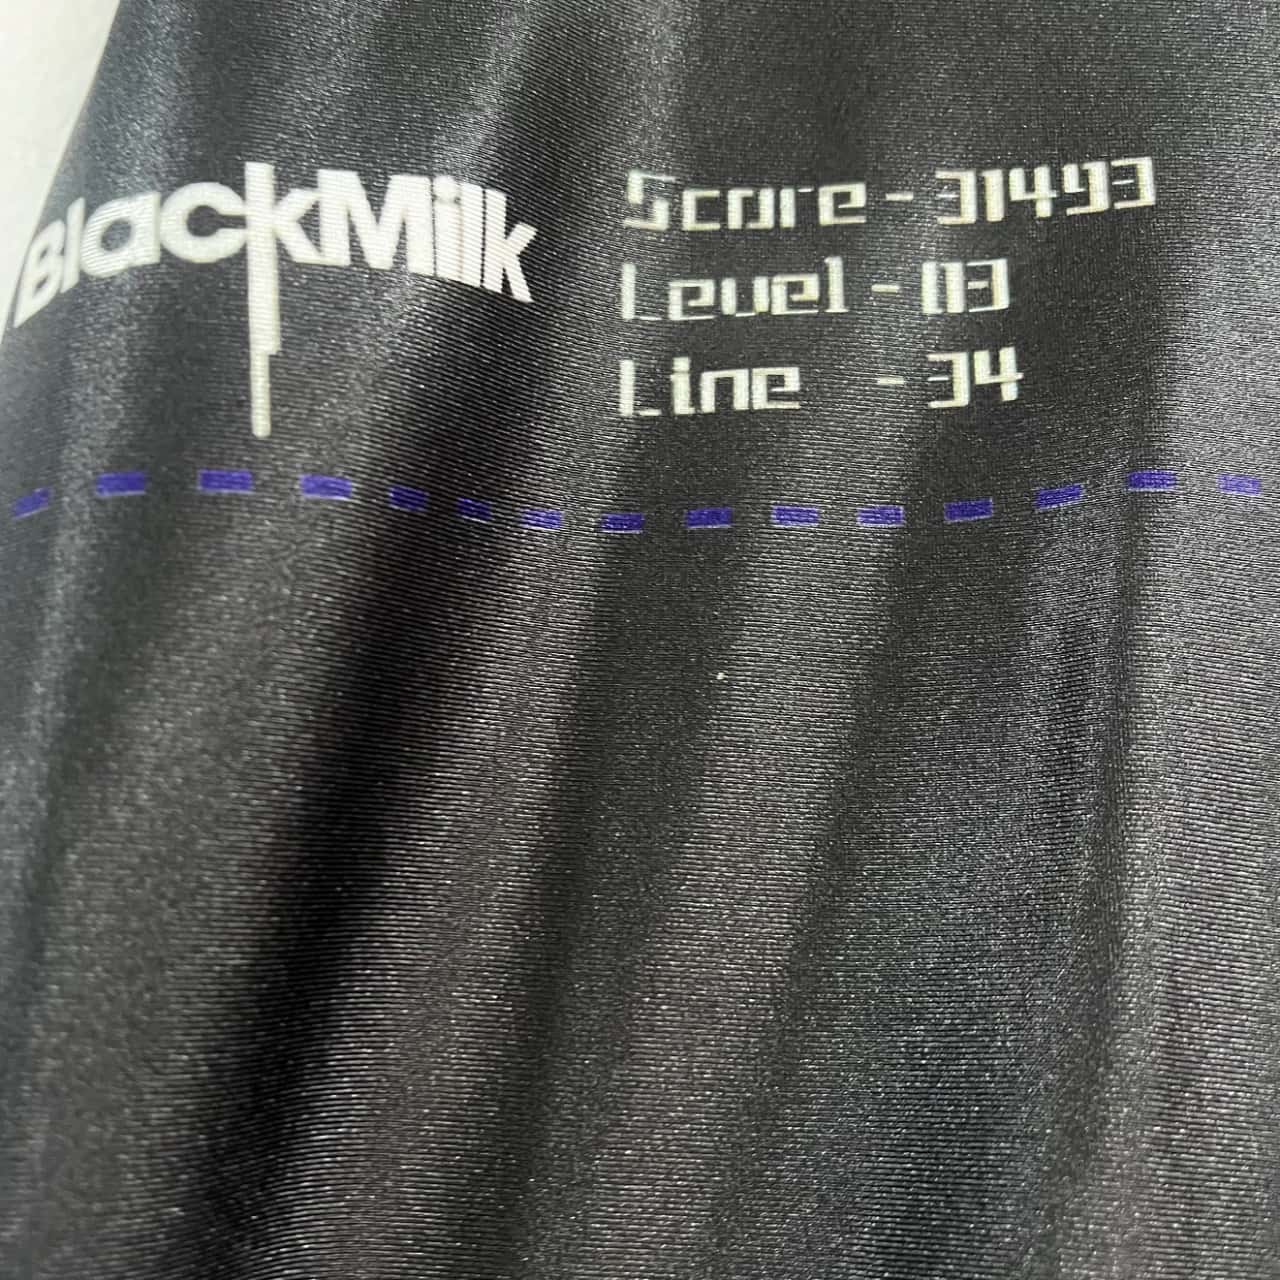 BlackMilk
Score - 31493
Level - 03
Line - 34